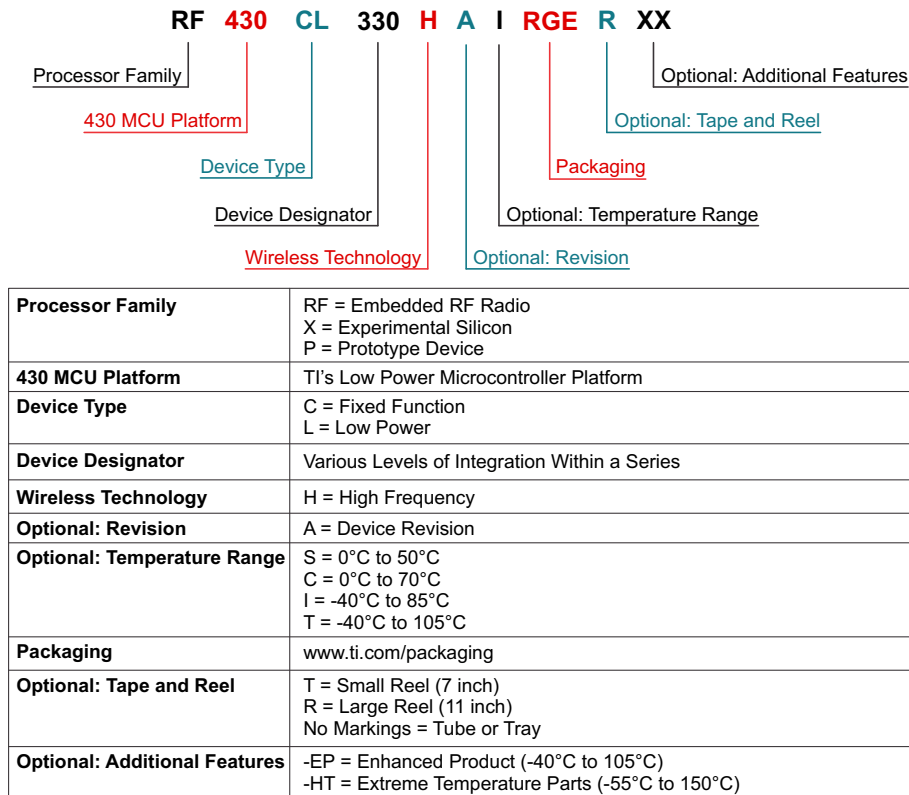 RF 430 CL 330 H A I RGE R XX
Processor Family
Optional: Additional Features
430 MCU Platform
Optional: Tape and Reel
Device Type
Packaging
Device Designator
Optional: Temperature Range
Wireless Technology
Optional: Revision
Processor Family
RF = Embedded RF Radio
X = Experimental Silicon
P = Prototype Device
430 MCU Platform
TI's Low Power Microcontroller Platform
Device Type
C = Fixed Function
L = Low Power
Device Designator
Various Levels of Integration Within a Series
Wireless Technology
H = High Frequency
Optional: Revision
A = Device Revision
Optional: Temperature Range
S = 0°C to 50°C
C = 0°C to 70°C
I = -40°C to 85°C
T = -40°C to 105°C
Packaging
www.ti.com/packaging
Optional: Tape and Reel
T = Small Reel (7 inch)
R = Large Reel (11 inch)
No Markings = Tube or Tray
Optional: Additional Features
-EP = Enhanced Product (-40°C to 105°C)
-HT = Extreme Temperature Parts (-55°C to 150°C)